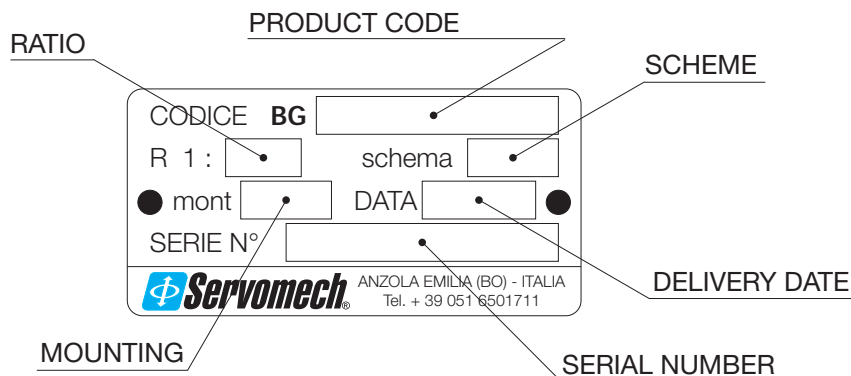 PRODUCT CODE
RATIO
SCHEME
CODICE BG
R 1 : schema
mont DATA
SERIE N°
Servomech® ANZOLA EMILIA (BO) - ITALIA
Tel. + 39 051 6501711
DELIVERY DATE
MOUNTING
SERIAL NUMBER